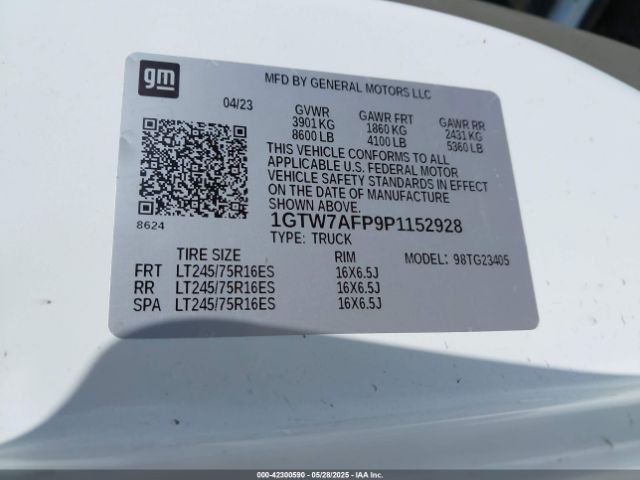 gm
MFD BY GENERAL MOTORS LLC
04/23
GVWR GAWR FRT GAWR RR
3901 KG 1860 KG 2431 KG
8600 LB 4100 LB 5360 LB
THIS VEHICLE CONFORMS TO ALL
APPLICABLE U.S. FEDERAL MOTOR
VEHICLE SAFETY STANDARDS IN EFFECT
ON THE DATE OF MANUFACTURE
SHOWN ABOVE.
8624
1GTW7AFP9P1152928
TYPE: TRUCK
TIRE SIZE RIM MODEL: 98TG23405
FRT LT245/75R16ES 16X6.5J
RR LT245/75R16ES 16X6.5J
SPA LT245/75R16ES 16X6.5J
000-42300590 - 05/28/2025 - IAAI, Inc.